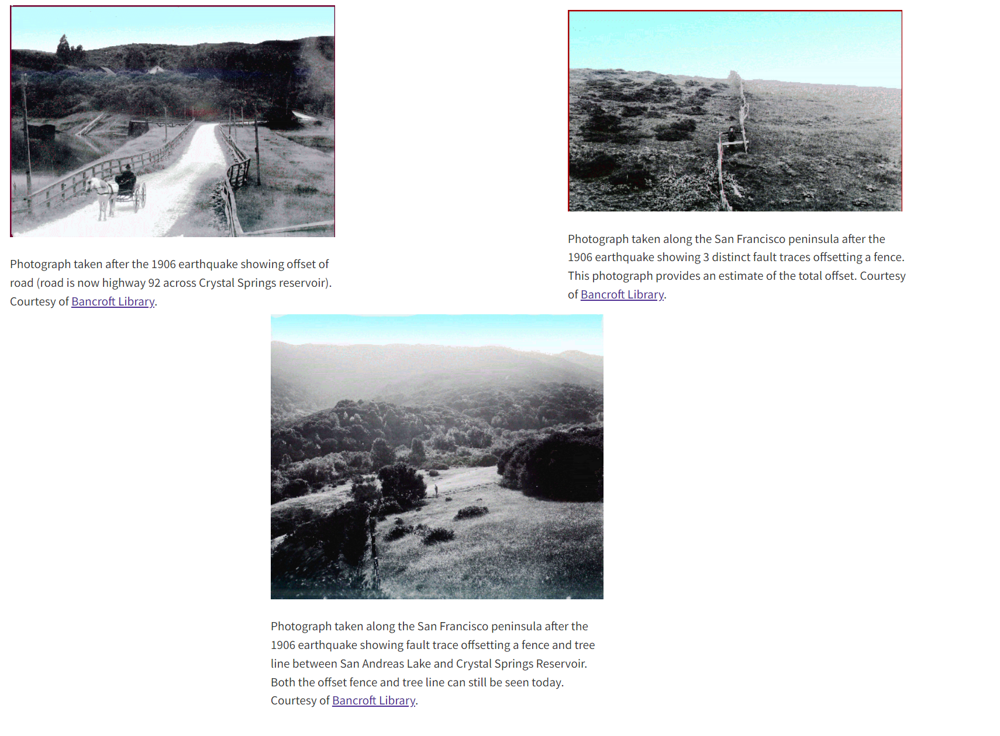 Photograph taken after the 1906 earthquake showing offset of
road (road is now highway 92 across Crystal Springs reservoir).
Courtesy of Bancroft Library.
Photograph taken along the San Francisco peninsula after the
1906 earthquake showing 3 distinct fault traces offsetting a fence.
This photograph provides an estimate of the total offset. Courtesy
of Bancroft Library.
Photograph taken along the San Francisco peninsula after the
1906 earthquake showing fault trace offsetting a fence and tree
line between San Andreas Lake and Crystal Springs Reservoir.
Both the offset fence and tree line can still be seen today.
Courtesy of Bancroft Library.